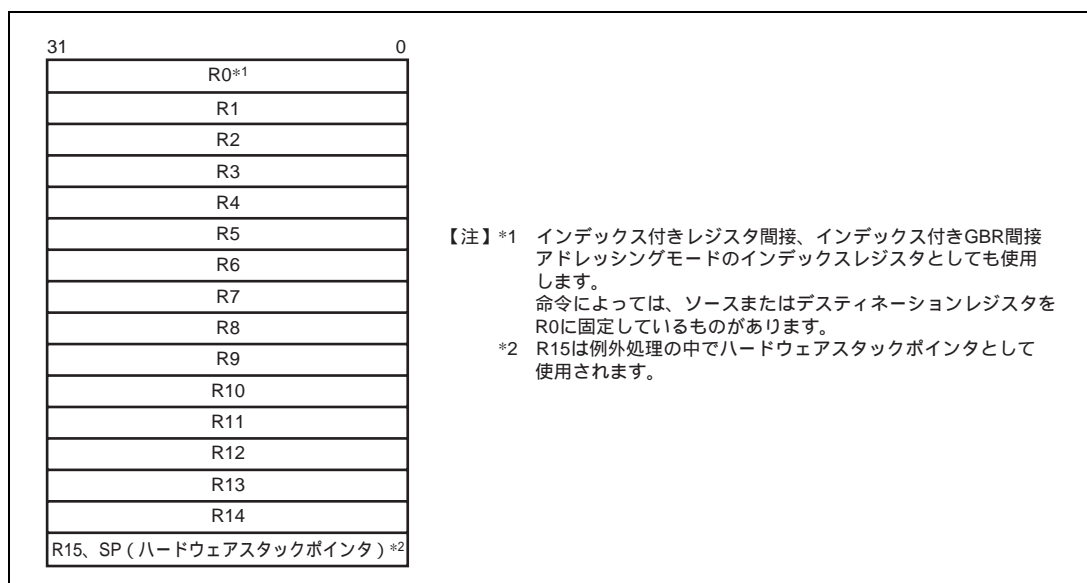 31 0
R0*1
R1
R2
R3
R4
R5
R6
R7
R8
R9
R10
R11
R12
R13
R14
R15、SP（ハードウェアスタックポインタ）*2
【注】*1 インデックス付きレジスタ間接、インデックス付きGBR間接
アドレッシングモードのインデックスレジスタとしても使用
します。
命令によっては、ソースまたはデスティネーションレジスタを
R0に固定しているものがあります。
*2 R15は例外処理の中でハードウェアスタックポインタとして
使用されます。